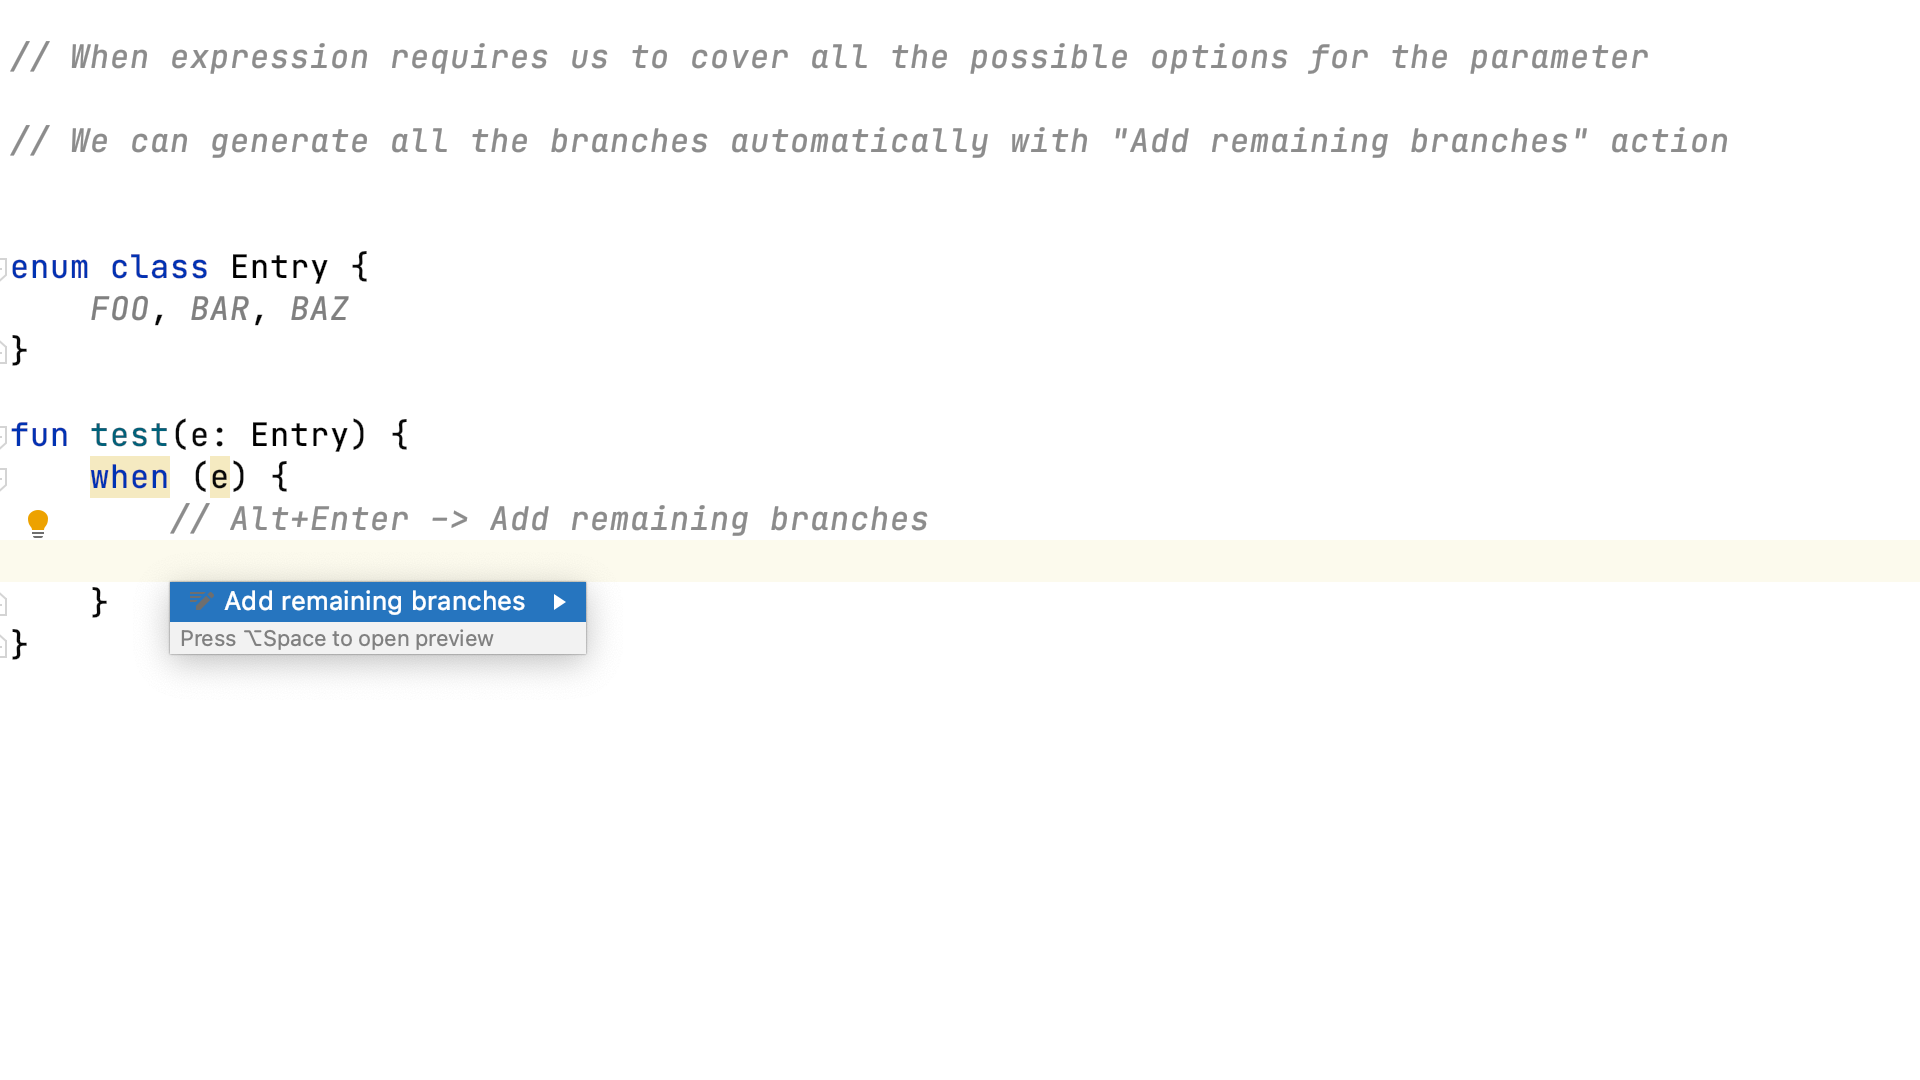 // When expression requires us to cover all the possible options for the parameter
// We can generate all the branches automatically with "Add remaining branches" action
enum class Entry {
FOO, BAR, BAZ
}
fun test(e: Entry) {
when (e) {
// Alt+Enter -> Add remaining branches
} Add remaining branches
Press ⌥Space to open preview
}